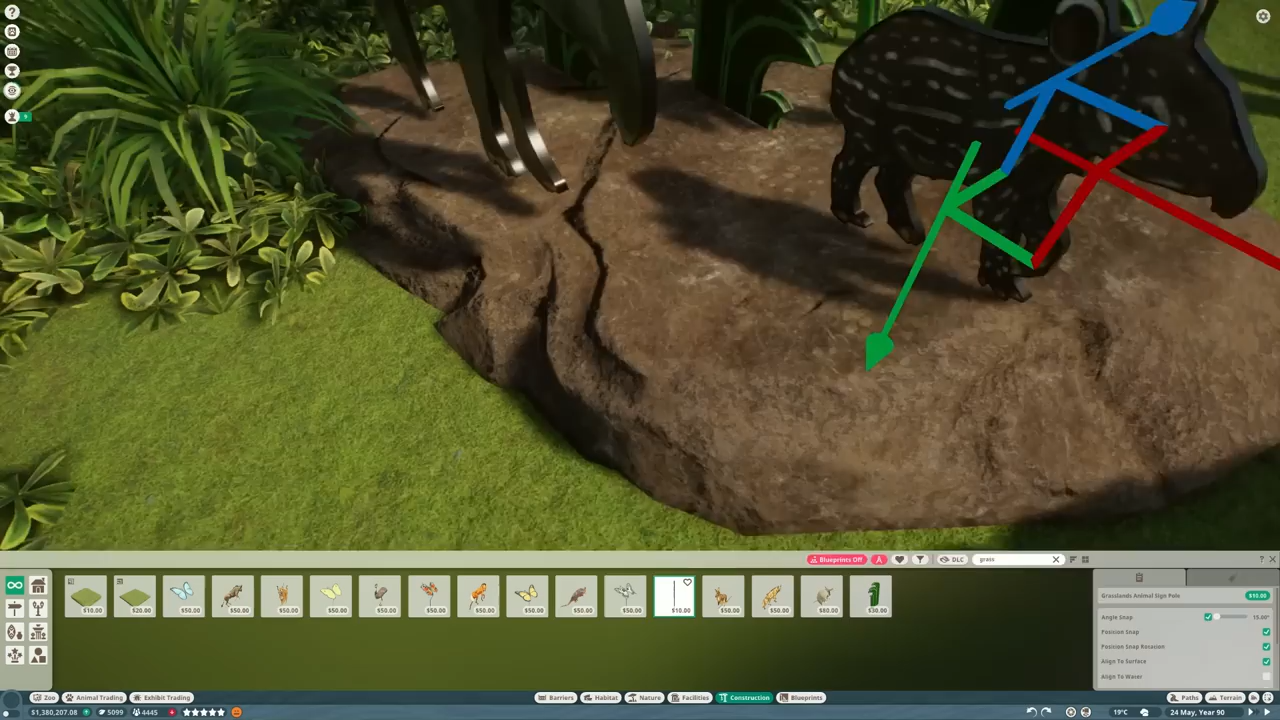 Blueprints Off
A
DLC
grass
$10.00
$20.00
$50.00
$50.00
$50.00
$50.00
$50.00
$50.00
$50.00
$50.00
$50.00
$50.00
$10.00
$50.00
$50.00
$80.00
$30.00
Grasslands Animal Sign Pole
$10.00
Angle Snap
15.00°
Position Snap
Position Snap Rotation
Align To Surface
Align To Water
Zoo
Animal Trading
Exhibit Trading
Barriers
Habitat
Nature
Facilities
Construction
Blueprints
Paths
Terrain
$1,380,207.08
5099
4445
19°C
24 May, Year 90